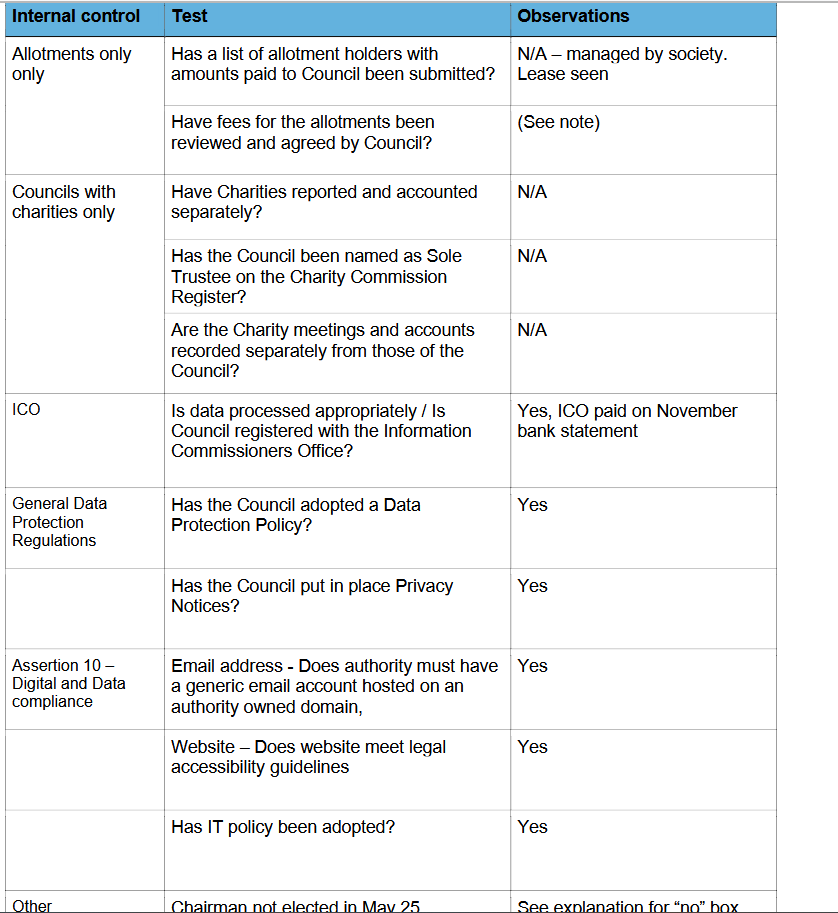 Internal control Test Observations
Allotments only
only
Has a list of allotment holders with
amounts paid to Council been submitted?
N/A – managed by society.
Lease seen
Have fees for the allotments been
reviewed and agreed by Council?
(See note)
Councils with
charities only
Have Charities reported and accounted
separately?
N/A
Has the Council been named as Sole
Trustee on the Charity Commission
Register?
N/A
Are the Charity meetings and accounts
recorded separately from those of the
Council?
N/A
ICO
Is data processed appropriately / Is
Council registered with the Information
Commissioners Office?
Yes, ICO paid on November
bank statement
General Data
Protection
Regulations
Has the Council adopted a Data
Protection Policy?
Yes
Has the Council put in place Privacy
Notices?
Yes
Assertion 10 –
Digital and Data
compliance
Email address - Does authority must have
a generic email account hosted on an
authority owned domain,
Yes
Website – Does website meet legal
accessibility guidelines
Yes
Has IT policy been adopted?
Yes
Other
Chairman not elected in May 25
See explanation for “no” box